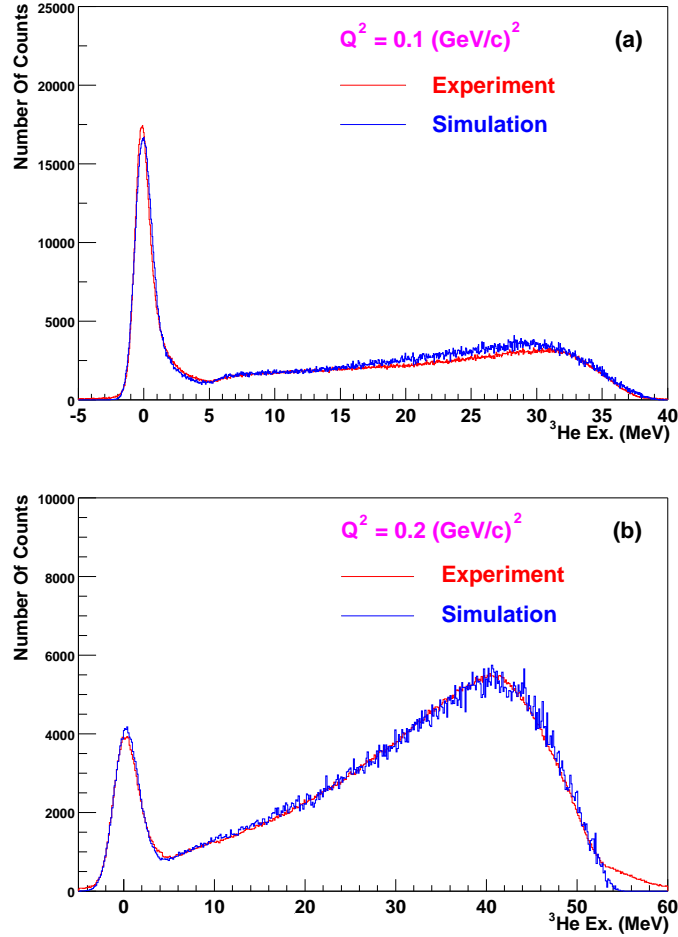 Number Of Counts
25000
20000
15000
10000
5000
0
Q² = 0.1 (GeV/c)²
(a)
Experiment
Simulation
-5 0 5 10 15 20 25 30 35 40
³He Ex. (MeV)
Number Of Counts
10000
8000
6000
4000
2000
0
Q² = 0.2 (GeV/c)²
(b)
Experiment
Simulation
0 10 20 30 40 50 60
³He Ex. (MeV)